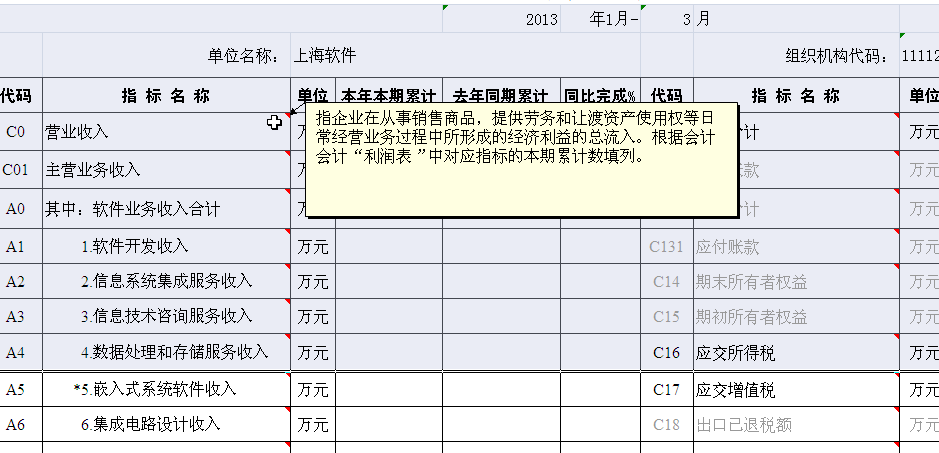 2013 年1月- 3 月
单位名称: 上海软件 组织机构代码: 11112
代码 指 标 名 称 单位 本年本期累计 去年同期累计 同比完成% 代码 指 标 名 称 单位
指企业在从事销售商品，提供劳务和让渡资产使用权等日
常经营业务过程中所形成的经济利益的总流入。根据会计
会计“利润表 ”中对应指标的本期累计数填列。
C0 营业收入 计 万元
C01 主营业务收入 账款 万元
A0 其中：软件业务收入合计 计 万元
A1 1.软件开发收入 万元 C131 应付账款 万元
A2 2.信息系统集成服务收入 万元 C14 期末所有者权益 万元
A3 3.信息技术咨询服务收入 万元 C15 期初所有者权益 万元
A4 4.数据处理和存储服务收入 万元 C16 应交所得税 万元
A5 *5.嵌入式系统软件收入 万元 C17 应交增值税 万元
A6 6.集成电路设计收入 万元 C18 出口已退税额 万元